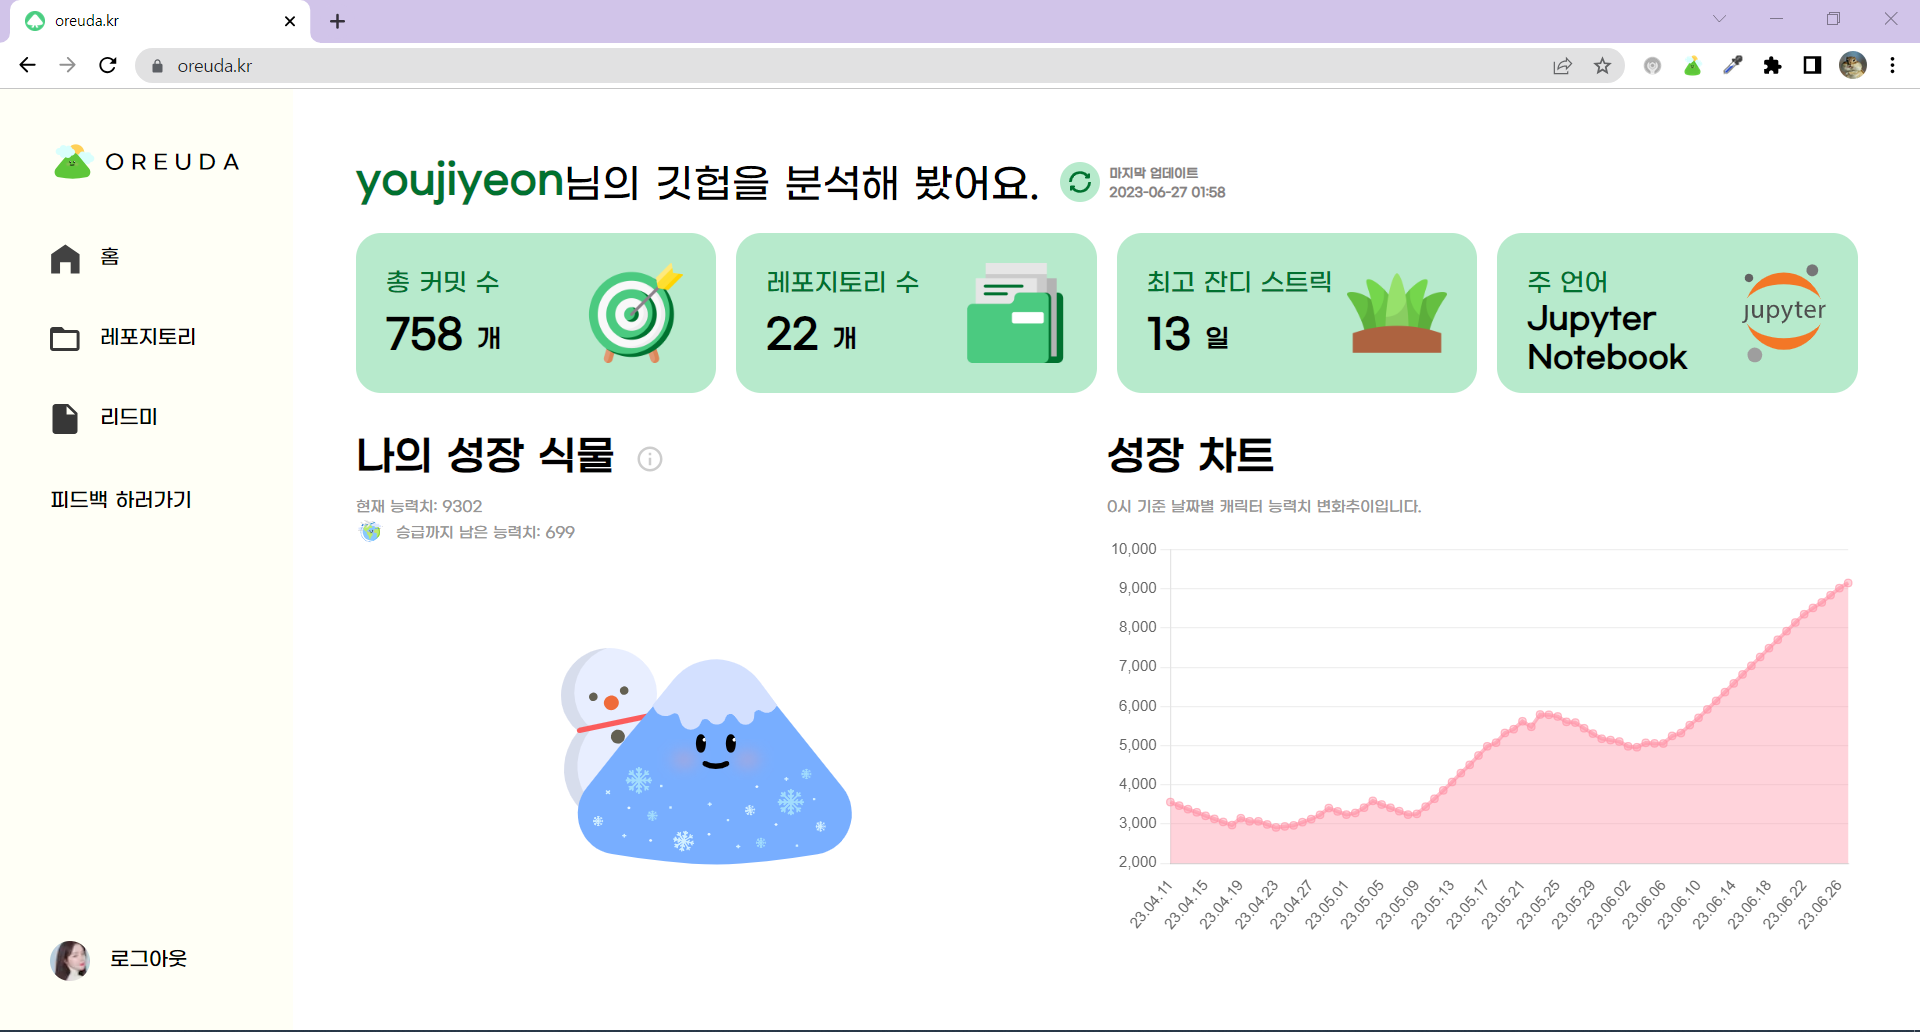 oreuda.kr
oreuda.kr
OREUDA
홈
레포지토리
리드미
피드백 하러가기
로그아웃
youjiyeon님의 깃헙을 분석해 봤어요.
마지막 업데이트
2023-06-27 01:58
총 커밋 수
758 개
레포지토리 수
22 개
최고 잔디 스트릭
13 일
주 언어
Jupyter
Notebook
jupyter
나의 성장 식물
현재 능력치: 9302
승급까지 남은 능력치: 699
성장 차트
0시 기준 날짜별 캐릭터 능력치 변화추이입니다.
10,000
9,000
8,000
7,000
6,000
5,000
4,000
3,000
2,000
23.04.11
23.04.15
23.04.19
23.04.23
23.04.27
23.05.01
23.05.05
23.05.09
23.05.13
23.05.17
23.05.21
23.05.25
23.05.29
23.06.02
23.06.06
23.06.10
23.06.14
23.06.18
23.06.22
23.06.26